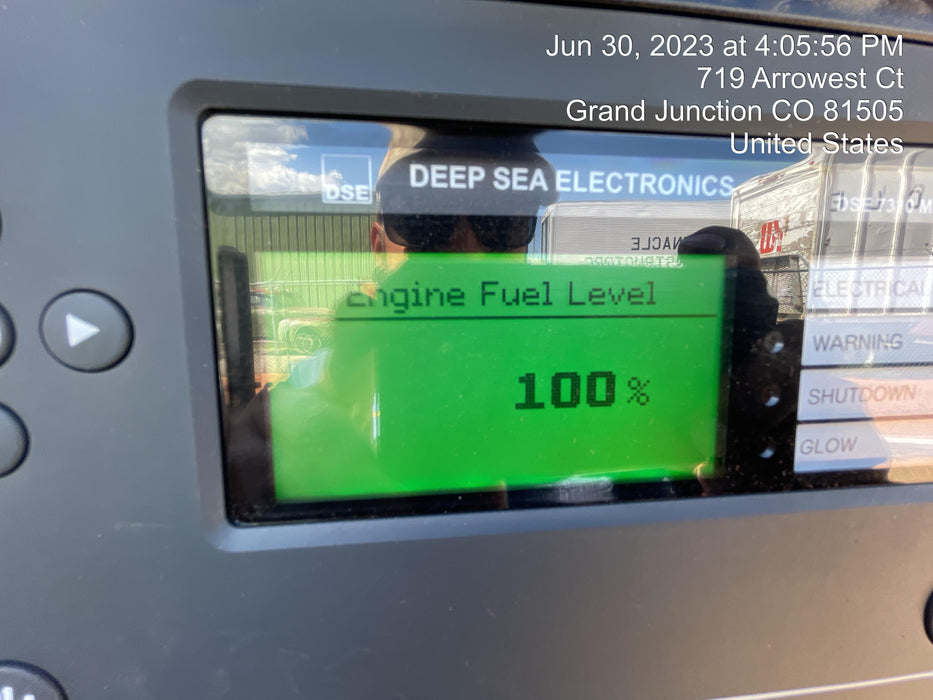 Jun 30, 2023 at 4:05:56 PM
719 Arrowest Ct
Grand Junction CO 81505
United States
DSE
DEEP SEA ELECTRONICS
Engine Fuel Level
100 %
ELECTRICAL
WARNING
SHUTDOWN
GLOW